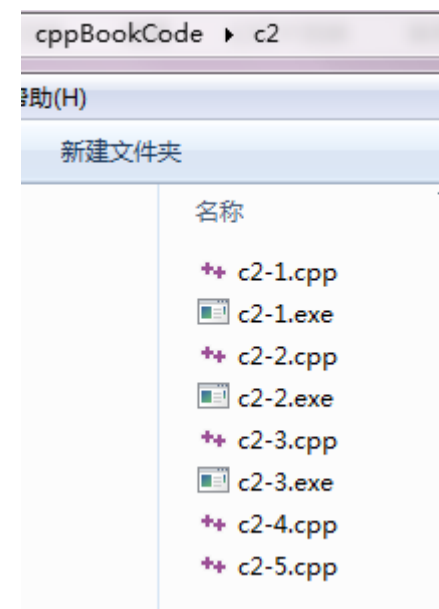 cppBookCode ▸ c2
帮助(H)
新建文件夹
名称
c2-1.cpp
c2-1.exe
c2-2.cpp
c2-2.exe
c2-3.cpp
c2-3.exe
c2-4.cpp
c2-5.cpp